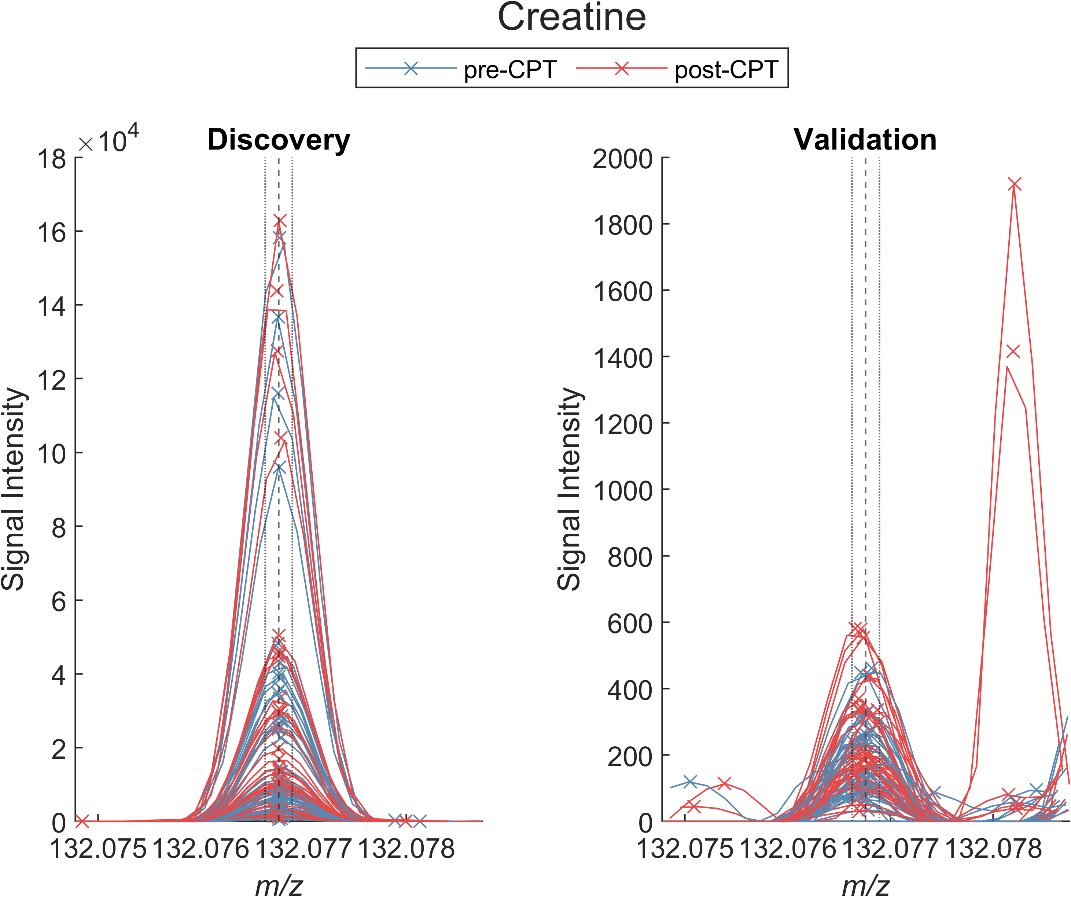 Creatine
pre-CPT post-CPT
Discovery
×10⁴
18
16
14
12
10
8
6
4
2
0
Signal Intensity
132.075 132.076 132.077 132.078
m/z
Validation
2000
1800
1600
1400
1200
1000
800
600
400
200
0
Signal Intensity
132.075 132.076 132.077 132.078
m/z